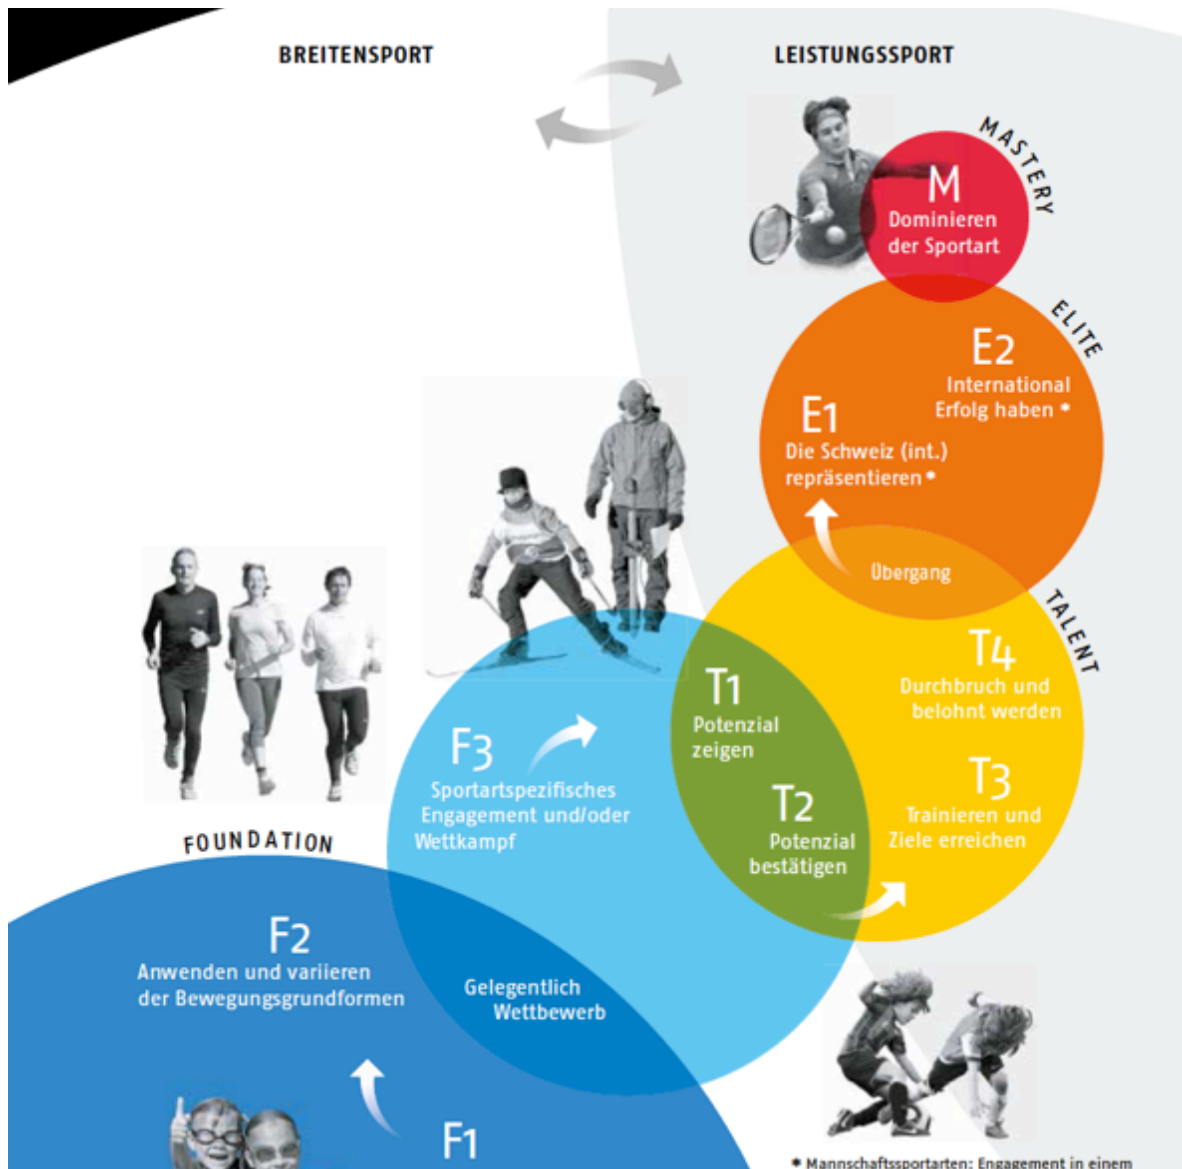 BREITENSPORT
LEISTUNGSSPORT
MASTERY
M
Dominieren
der Sportart
ELITE
E2
International
Erfolg haben *
E1
Die Schweiz (int.)
repräsentieren *
Übergang
TALENT
T4
Durchbruch und
belohnt werden
T1
Potenzial
zeigen
T3
Trainieren und
Ziele erreichen
T2
Potenzial
bestätigen
F3
Sportartspezifisches
Engagement und/oder
Wettkampf
FOUNDATION
F2
Anwenden und variieren
der Bewegungsgrundformen
Gelegentlich
Wettbewerb
F1
* Mannschaftssportarten: Engagement in einem